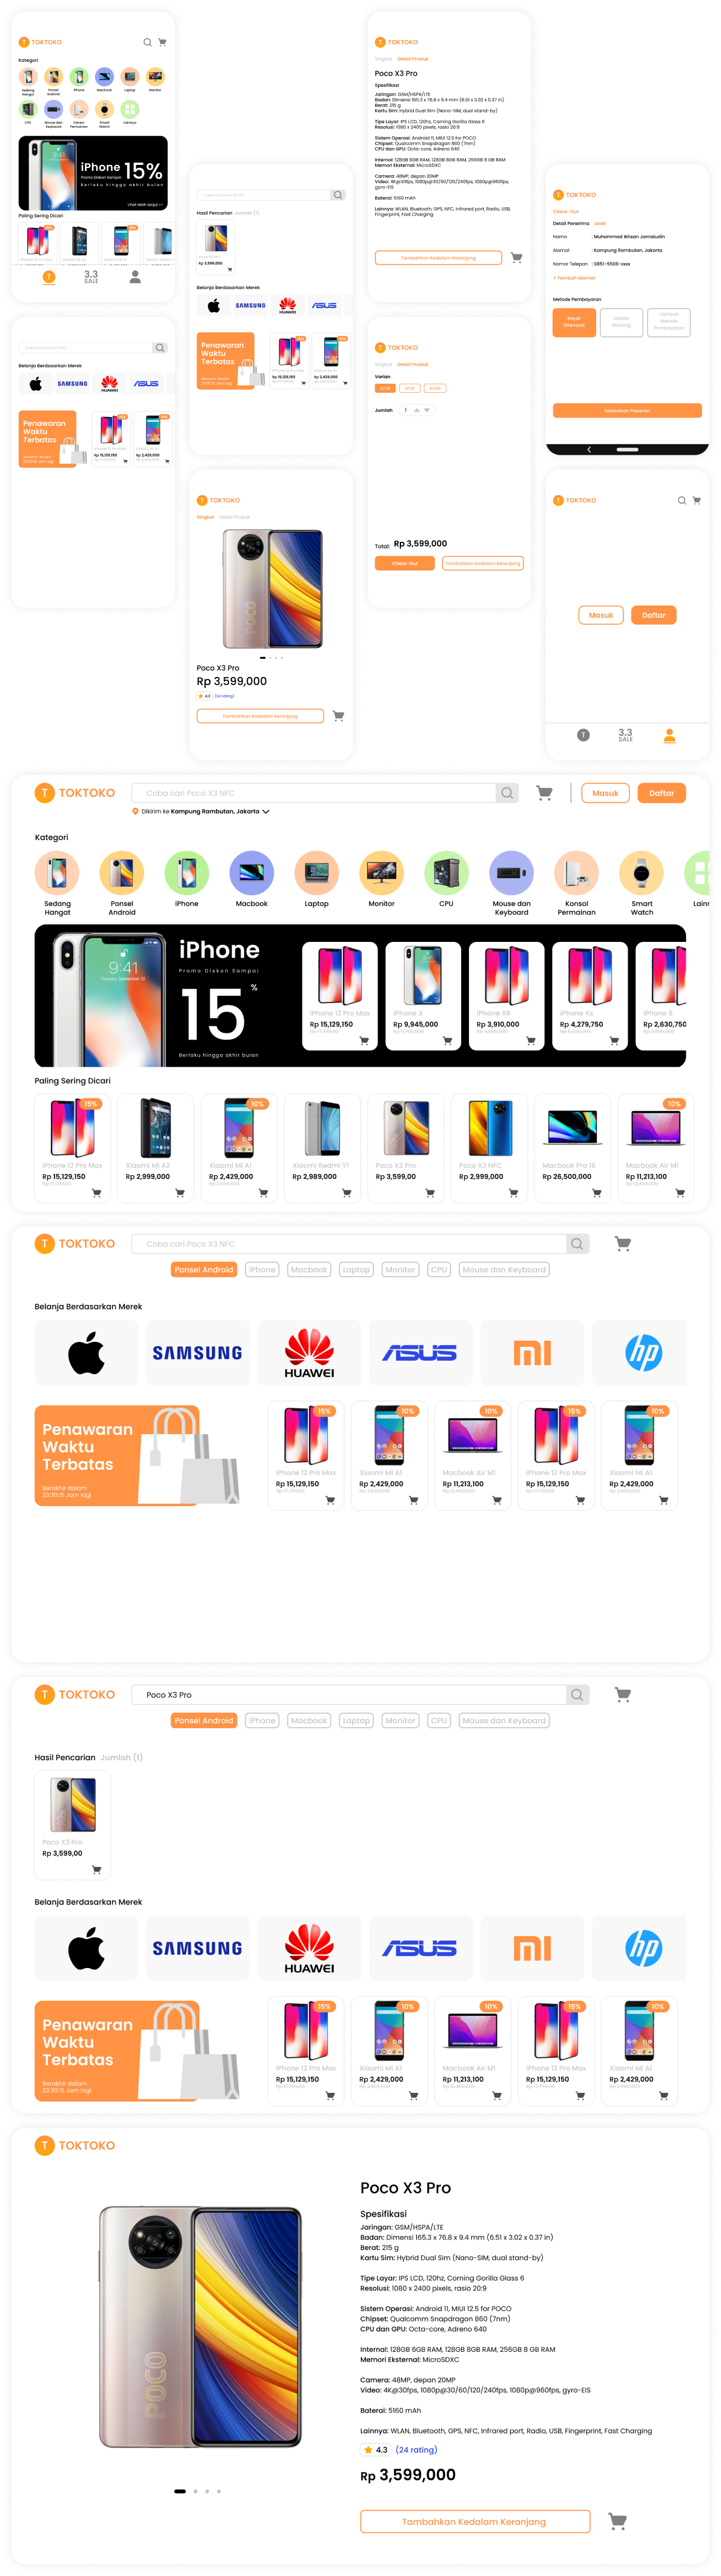 TOKTOKO
Kategori
Sedang Hangat
Ponsel Android
iPhone
Macbook
Laptop
Monitor
CPU
Mouse dan Keyboard
Konsol Permainan
Smart Watch
Lainnya
iPhone 15%
Promo Diskon Sampai
Berlaku hingga akhir bulan
Lihat lebih lanjut >>
Paling Sering Dicari
3.3
SALE
Belanja Berdasarkan Merek
SAMSUNG
HUAWEI
ASUS
Penawaran
Waktu
Terbatas
Rp 15,129,150
Rp 2,429,000
Hasil Pencarian Jumlah (1)
Rp 3,599,000
Belanja Berdasarkan Merek
SAMSUNG
HUAWEI
ASUS
Penawaran
Waktu
Terbatas
Rp 15,129,150
Rp 2,429,000
TOKTOKO
Singkat Detail Produk
POCO
Poco X3 Pro
Rp 3,599,000
4.3 (24 rating)
Tambahkan Kedalam Keranjang
TOKTOKO
Singkat Detail Produk
Poco X3 Pro
Spesifikasi
Jaringan: GSM/HSPA/LTE
Badan: Dimensi 165.3 x 76.8 x 9.4 mm (6.51 x 3.02 x 0.37 in)
Berat: 215 g
Kartu Sim: Hybrid Dual Sim (Nano-SIM, dual stand-by)
Tipe Layar: IPS LCD, 120hz, Corning Gorilla Glass 6
Resolusi: 1080 x 2400 pixels, rasio 20:9
Sistem Operasi: Android 11, MIUI 12.5 for POCO
Chipset: Qualcomm Snapdragon 860 (7nm)
CPU dan GPU: Octa-core, Adreno 640
Internal: 128GB 6GB RAM, 128GB 8GB RAM, 256GB 8 GB RAM
Memori Eksternal: MicroSDXC
Camera: 48MP, depan 20MP
Video: 4K@30fps, 1080p@30/60/120/240fps, 1080p@960fps,
gyro-EIS
Baterai: 5160 mAh
Lainnya: WLAN, Bluetooth, GPS, NFC, Infrared port, Radio, USB,
Fingerprint, Fast Charging
Tambahkan Kedalam Keranjang
TOKTOKO
Singkat Detail Produk
Varian
Jumlah 1
Total: Rp 3,599,000
Check-Out
Tambahkan Kedalam Keranjang
TOKTOKO
Check-Out
Detail Penerima : ubah
Nama : Muhammad Ikhsan Jamaludin
Alamat : Kampung Rambutan, Jakarta
Nomor Telepon : 0851-5506-xxxx
+ Tambah Alamat
Metode Pembayaran
Bayar Ditempat
Mobile Banking
Tambah Metode Pembayaran
Selesaikan Pesanan
TOKTOKO
Masuk
Daftar
T
3.3
SALE
T TOKTOKO
Coba cari Poco X3 NFC
Masuk
Daftar
Dikirim ke Kampung Rambutan, Jakarta
Kategori
Sedang Hangat
Ponsel Android
iPhone
Macbook
Laptop
Monitor
CPU
Mouse dan Keyboard
Konsol Permainan
Smart Watch
Lainn
9:41
iPhone
Promo Diskon Sampai
15 %
Berlaku hingga akhir bulan
iPhone 12 Pro Max
Rp 15,129,150
iPhone X
Rp 9,945,000
iPhone XR
Rp 3,910,000
iPhone Xs
Rp 4,279,750
iPhone 8
Rp 2,630,750
Paling Sering Dicari
15%
iPhone 12 Pro Max
Rp 15,129,150
Xiaomi Mi A2
Rp 2,999,000
10%
Xiaomi Mi A1
Rp 2,429,000
Xiaomi Redmi Y1
Rp 2,989,000
Poco X3 Pro
Rp 3,599,00
Poco X3 NFC
Rp 2,999,000
Macbook Pro 16
Rp 26,500,000
10%
Macbook Air M1
Rp 11,213,100
T TOKTOKO
Coba cari Poco X3 NFC
Ponsel Android iPhone Macbook Laptop Monitor CPU Mouse dan Keyboard
Belanja Berdasarkan Merek
SAMSUNG
HUAWEI
ASUS
mi
hp
Penawaran
Waktu
Terbatas
Berakhir dalam
23:30:15 Jam lagi
15%
iPhone 12 Pro Max
Rp 15,129,150
10%
Xiaomi Mi A1
Rp 2,429,000
10%
Macbook Air M1
Rp 11,213,100
15%
iPhone 12 Pro Max
Rp 15,129,150
10%
Xiaomi Mi A1
Rp 2,429,000
T TOKTOKO
Poco X3 Pro
Ponsel Android iPhone Macbook Laptop Monitor CPU Mouse dan Keyboard
Hasil Pencarian Jumlah (1)
Poco X3 Pro
Rp 3,599,00
Belanja Berdasarkan Merek
SAMSUNG
HUAWEI
ASUS
mi
hp
Penawaran
Waktu
Terbatas
Berakhir dalam
23:30:15 Jam lagi
15%
iPhone 12 Pro Max
Rp 15,129,150
10%
Xiaomi Mi A1
Rp 2,429,000
10%
Macbook Air M1
Rp 11,213,100
15%
iPhone 12 Pro Max
Rp 15,129,150
10%
Xiaomi Mi A1
Rp 2,429,000
T TOKTOKO
POCO
Poco X3 Pro
Spesifikasi
Jaringan: GSM/HSPA/LTE
Badan: Dimensi 165.3 x 76.8 x 9.4 mm (6.51 x 3.02 x 0.37 in)
Berat: 215 g
Kartu Sim: Hybrid Dual Sim (Nano-SIM, dual stand-by)
Tipe Layar: IPS LCD, 120hz, Corning Gorilla Glass 6
Resolusi: 1080 x 2400 pixels, rasio 20:9
Sistem Operasi: Android 11, MIUI 12.5 for POCO
Chipset: Qualcomm Snapdragon 860 (7nm)
CPU dan GPU: Octa-core, Adreno 640
Internal: 128GB 6GB RAM, 128GB 8GB RAM, 256GB 8 GB RAM
Memori Eksternal: MicroSDXC
Camera: 48MP, depan 20MP
Video: 4K@30fps, 1080p@30/60/120/240fps, 1080p@960fps, gyro-EIS
Baterai: 5160 mAh
Lainnya: WLAN, Bluetooth, GPS, NFC, Infrared port, Radio, USB, Fingerprint, Fast Charging
4.3 (24 rating)
Rp 3,599,000
Tambahkan Kedalam Keranjang